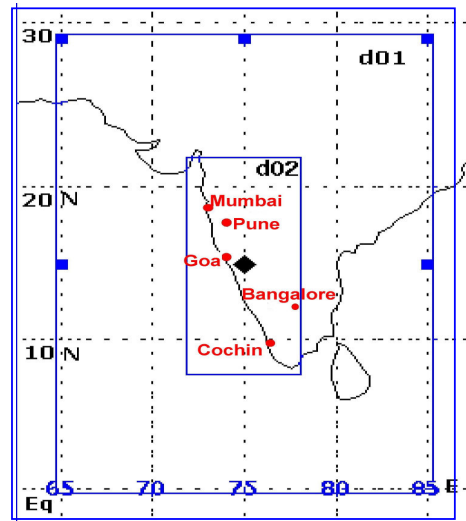 30
d01
d02
20 N
Mumbai
Pune
Goa
Bangalore
Cochin
10 N
65 70 75 80 85 E
Eq